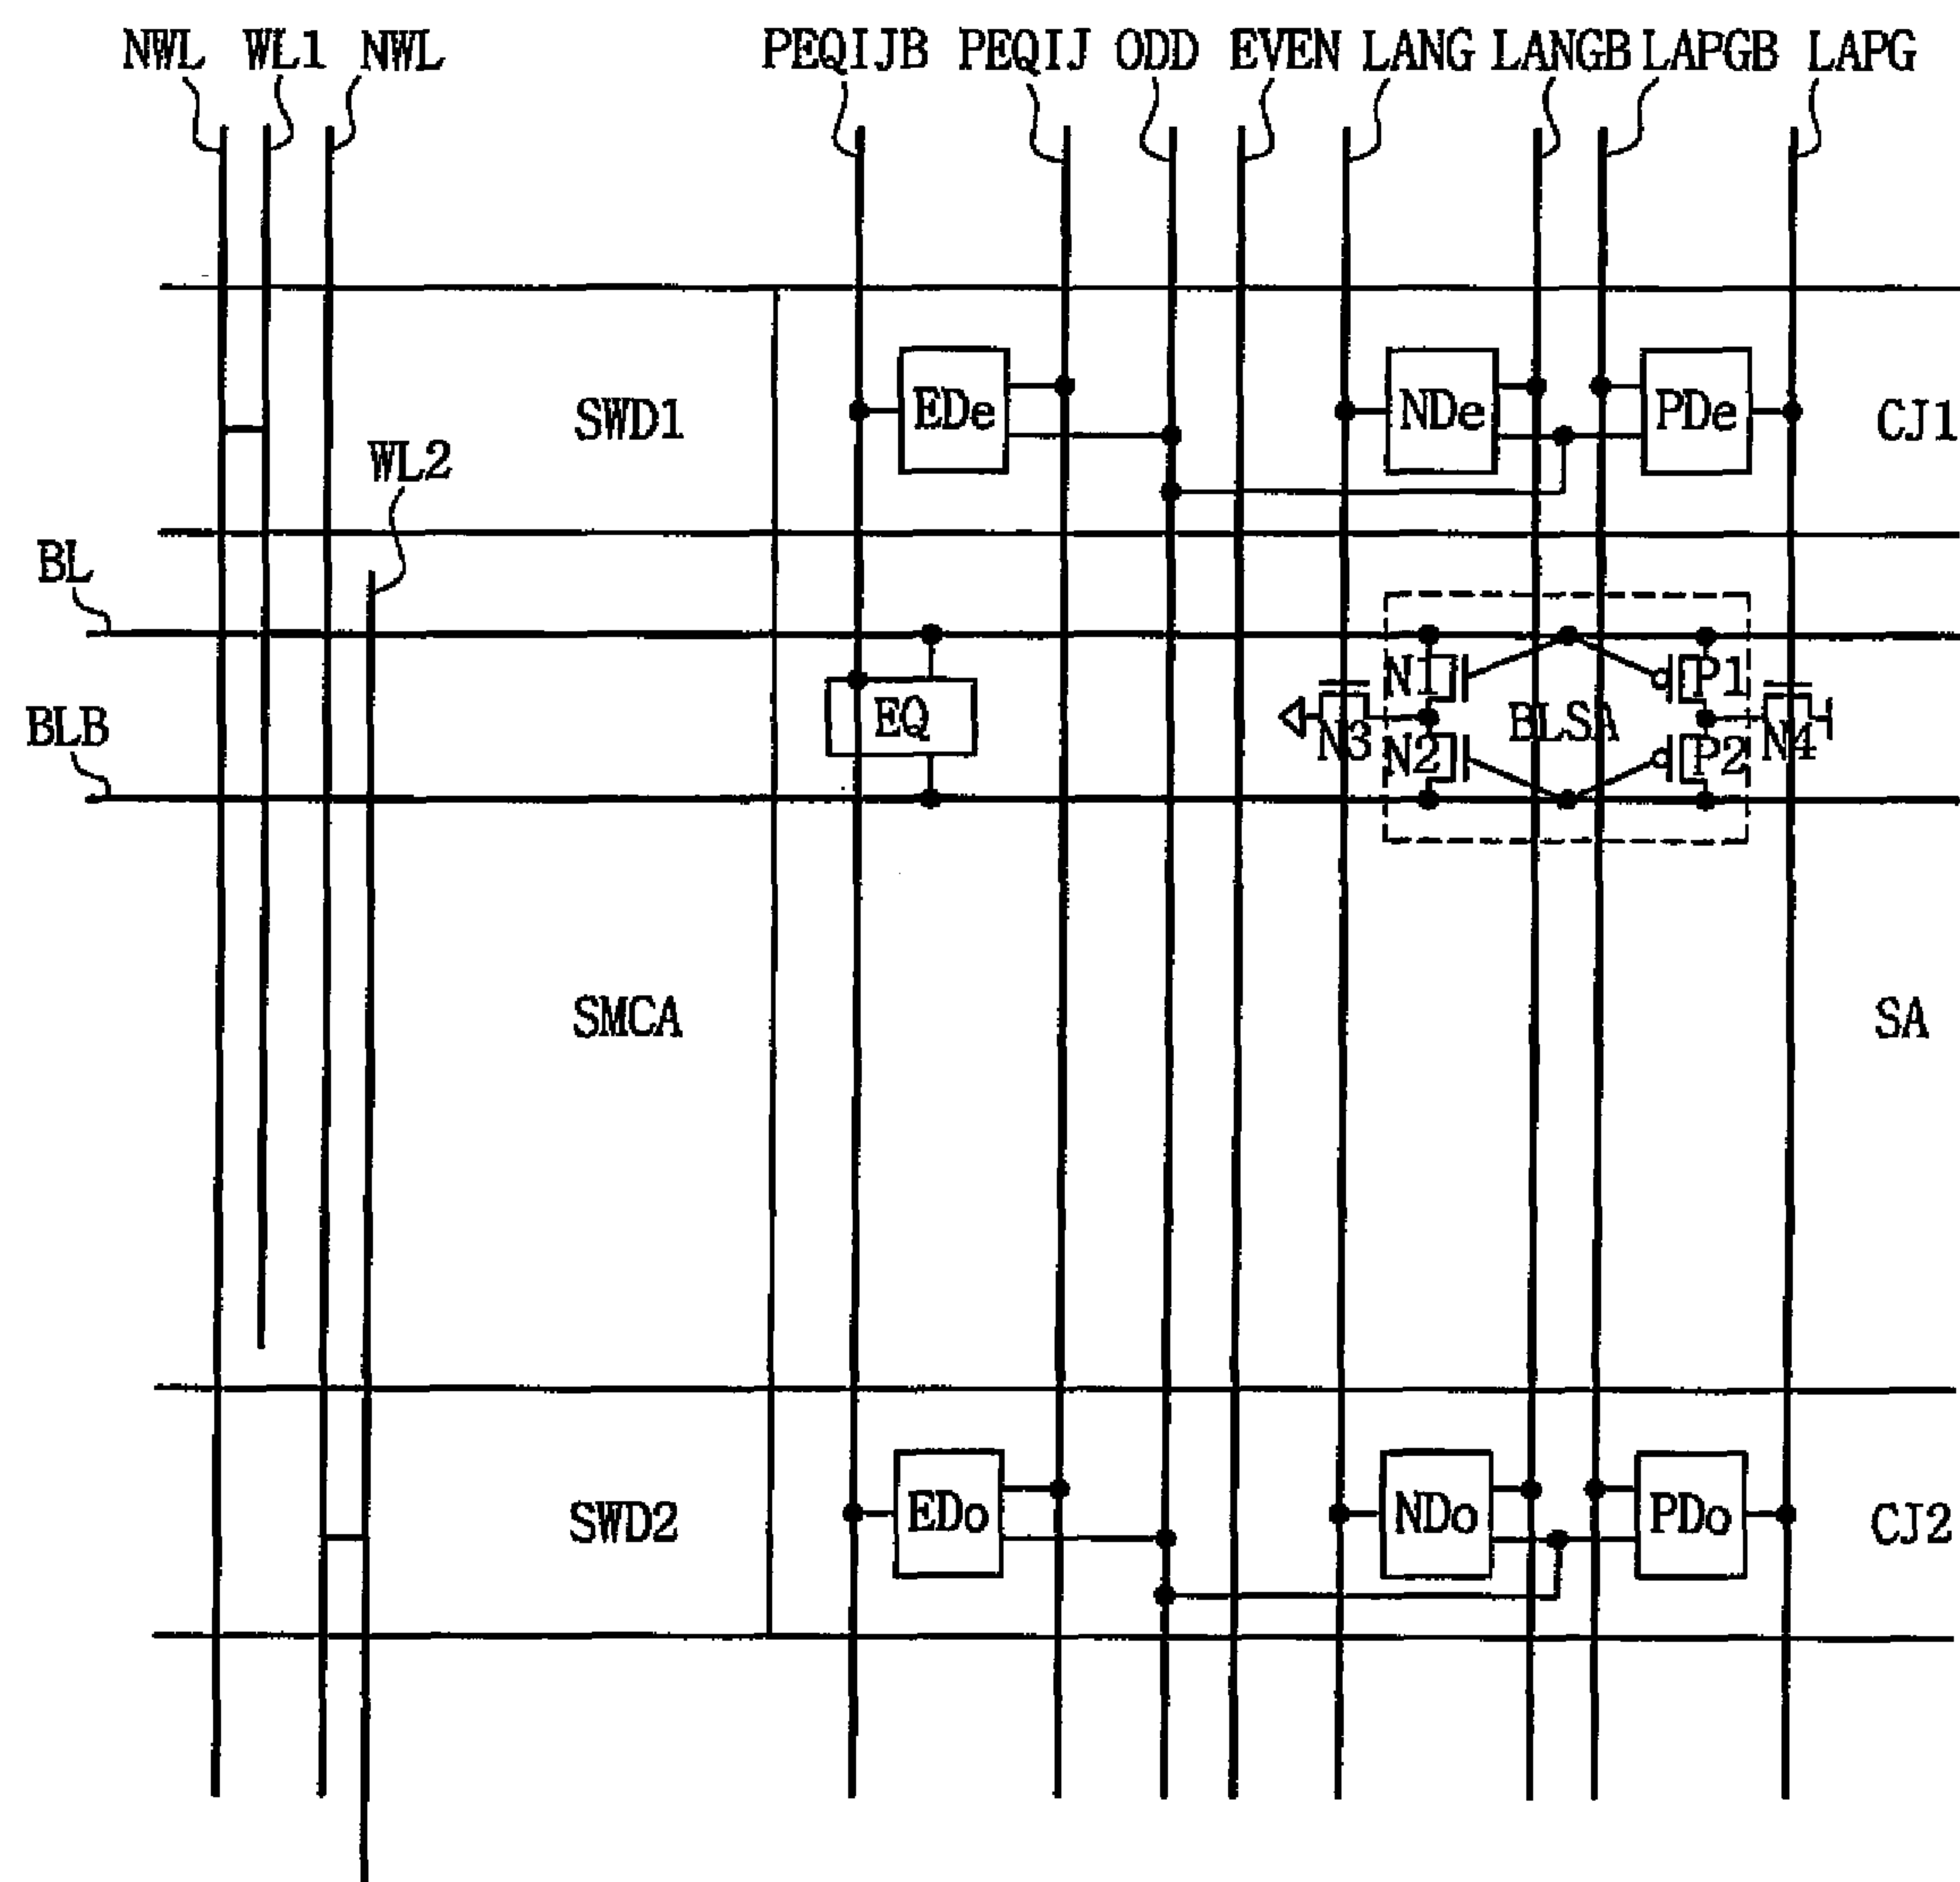 NWL WL1 NWL PEQIJB PEQIJ ODD EVEN LANG LANGB LAPGB LAPG
SWD1 EDe NDe PDe CJ1
WL2
BL
N1 P1
BLB EQ N3 N2 BLSA P2 N4
SMCA SA
SWD2 EDo NDo PDo CJ2